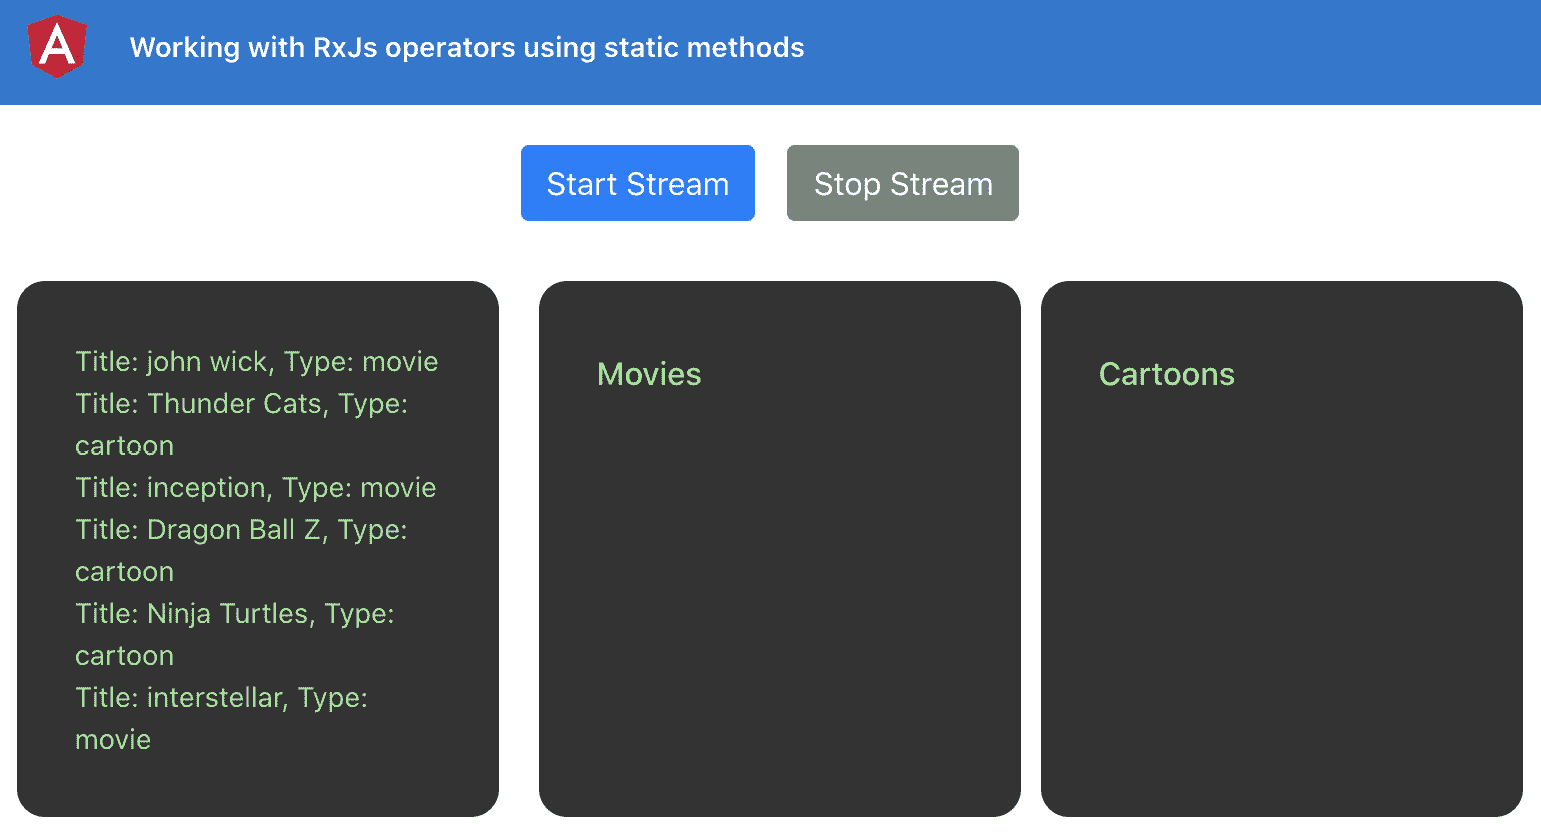 Working with RxJs operators using static methods
Start Stream
Stop Stream
Title: john wick, Type: movie
Title: Thunder Cats, Type:
cartoon
Title: inception, Type: movie
Title: Dragon Ball Z, Type:
cartoon
Title: Ninja Turtles, Type:
cartoon
Title: interstellar, Type:
movie
Movies
Cartoons